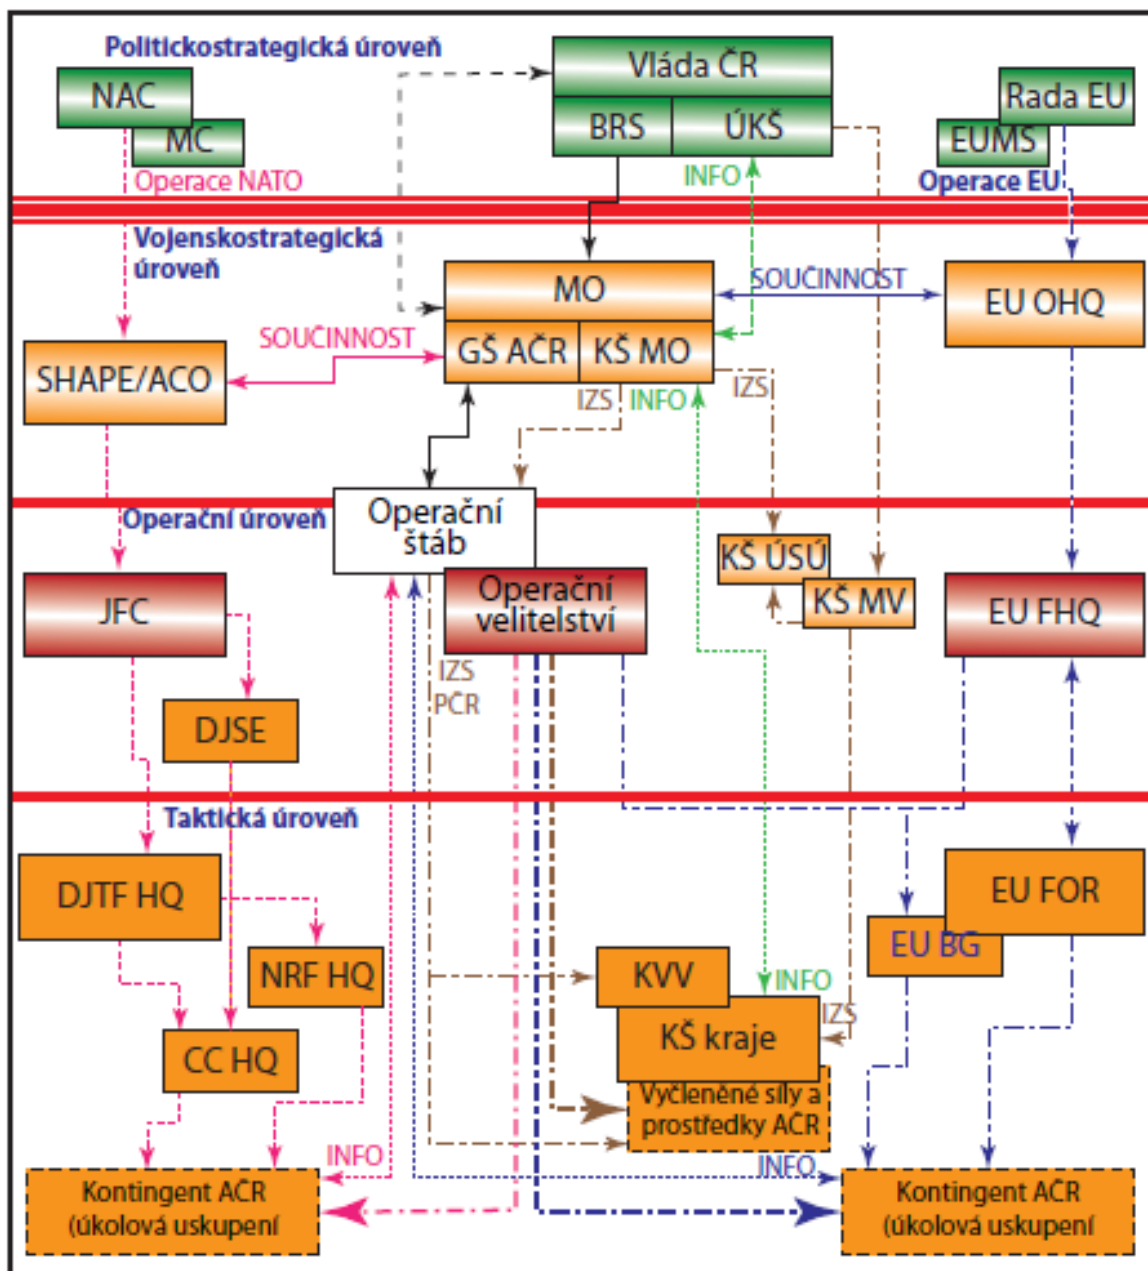 Politickostrategická úroveň
NAC
MC
Operace NATO
Vláda ČR
BRS
ÚKŠ
INFO
Rada EU
EUMS
Operace EU
Vojenskostrategická
úroveň
MO
GŠ AČR
KŠ MO
SOUČINNOST
EU OHQ
SOUČINNOST
SHAPE/ACO
IZS
INFO
IZS
Operační úroveň
Operační
štáb
Operační
velitelství
KŠ ÚSÚ
KŠ MV
JFC
EU FHQ
IZS
PČR
DJSE
Taktická úroveň
DJTF HQ
EU FOR
EU BG
NRF HQ
KVV
INFO
IZS
KŠ kraje
CC HQ
Vyčleněné síly a
prostředky AČR
INFO
INFO
Kontingent AČR
(úkolová uskupení
Kontingent AČR
(úkolová uskupení